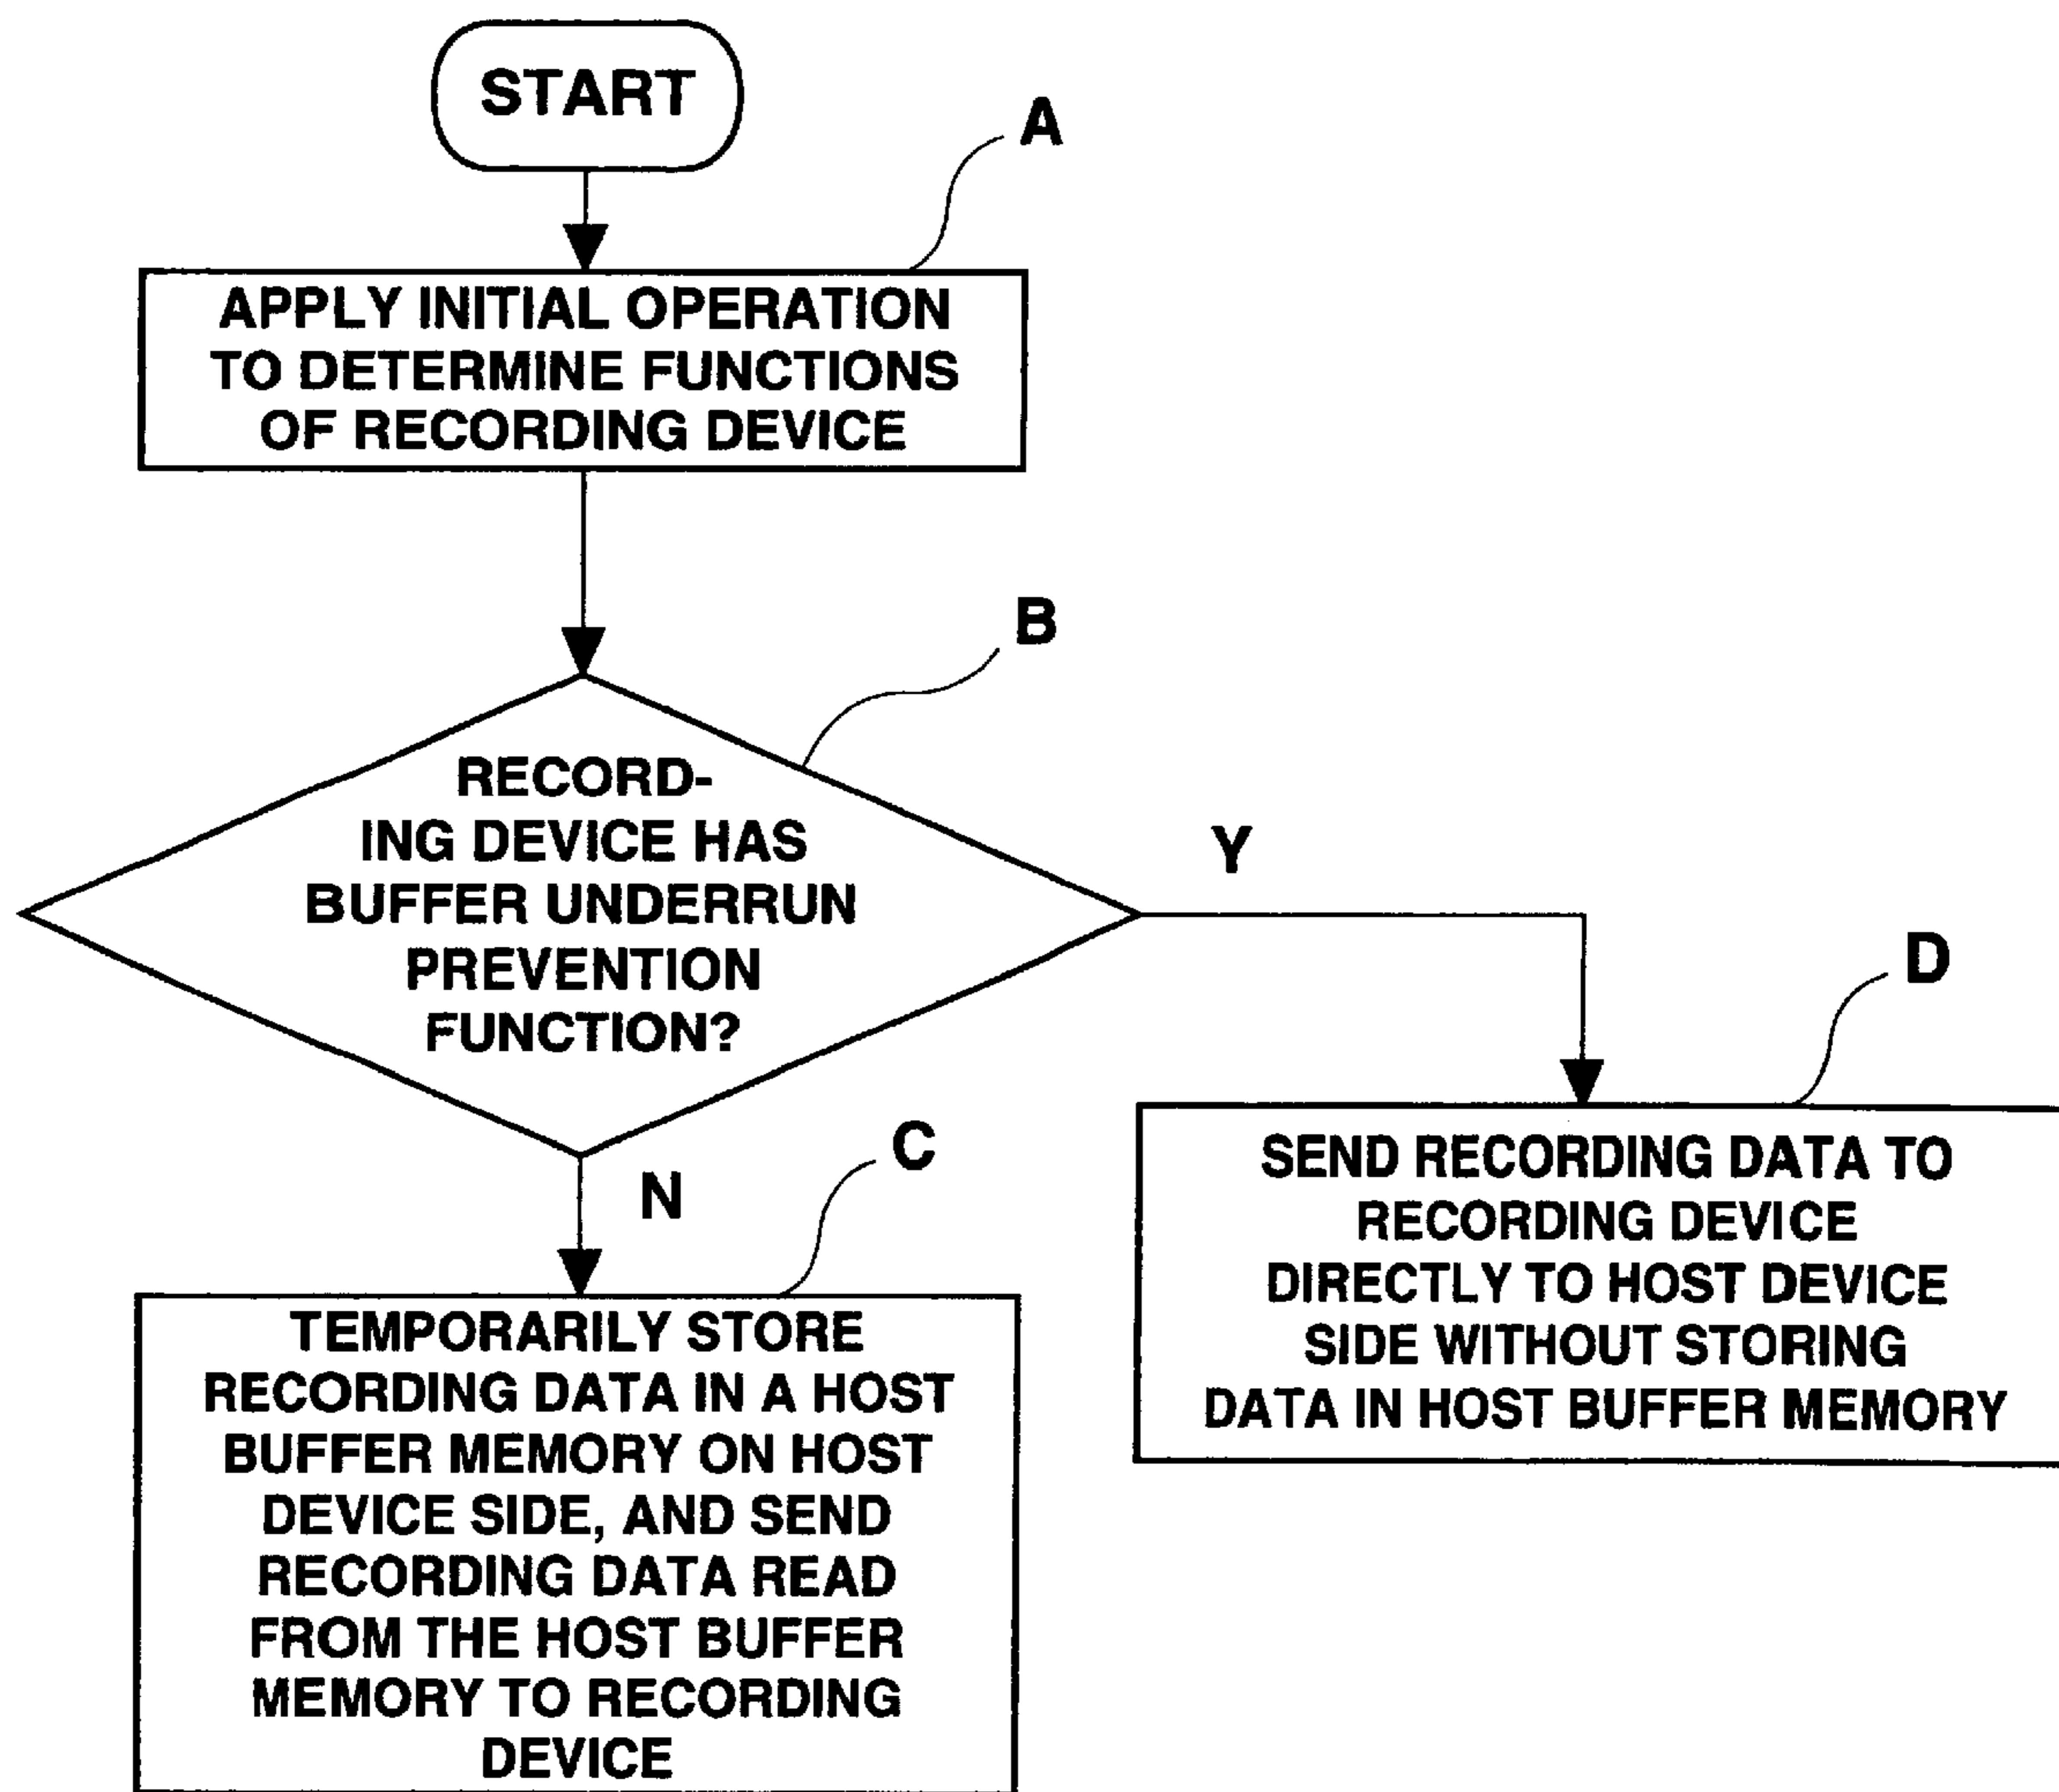 START
A
APPLY INITIAL OPERATION
TO DETERMINE FUNCTIONS
OF RECORDING DEVICE
B
RECORD-
ING DEVICE HAS
BUFFER UNDERRUN
PREVENTION
FUNCTION?
Y
N
C
TEMPORARILY STORE
RECORDING DATA IN A HOST
BUFFER MEMORY ON HOST
DEVICE SIDE, AND SEND
RECORDING DATA READ
FROM THE HOST BUFFER
MEMORY TO RECORDING
DEVICE
D
SEND RECORDING DATA TO
RECORDING DEVICE
DIRECTLY TO HOST DEVICE
SIDE WITHOUT STORING
DATA IN HOST BUFFER MEMORY